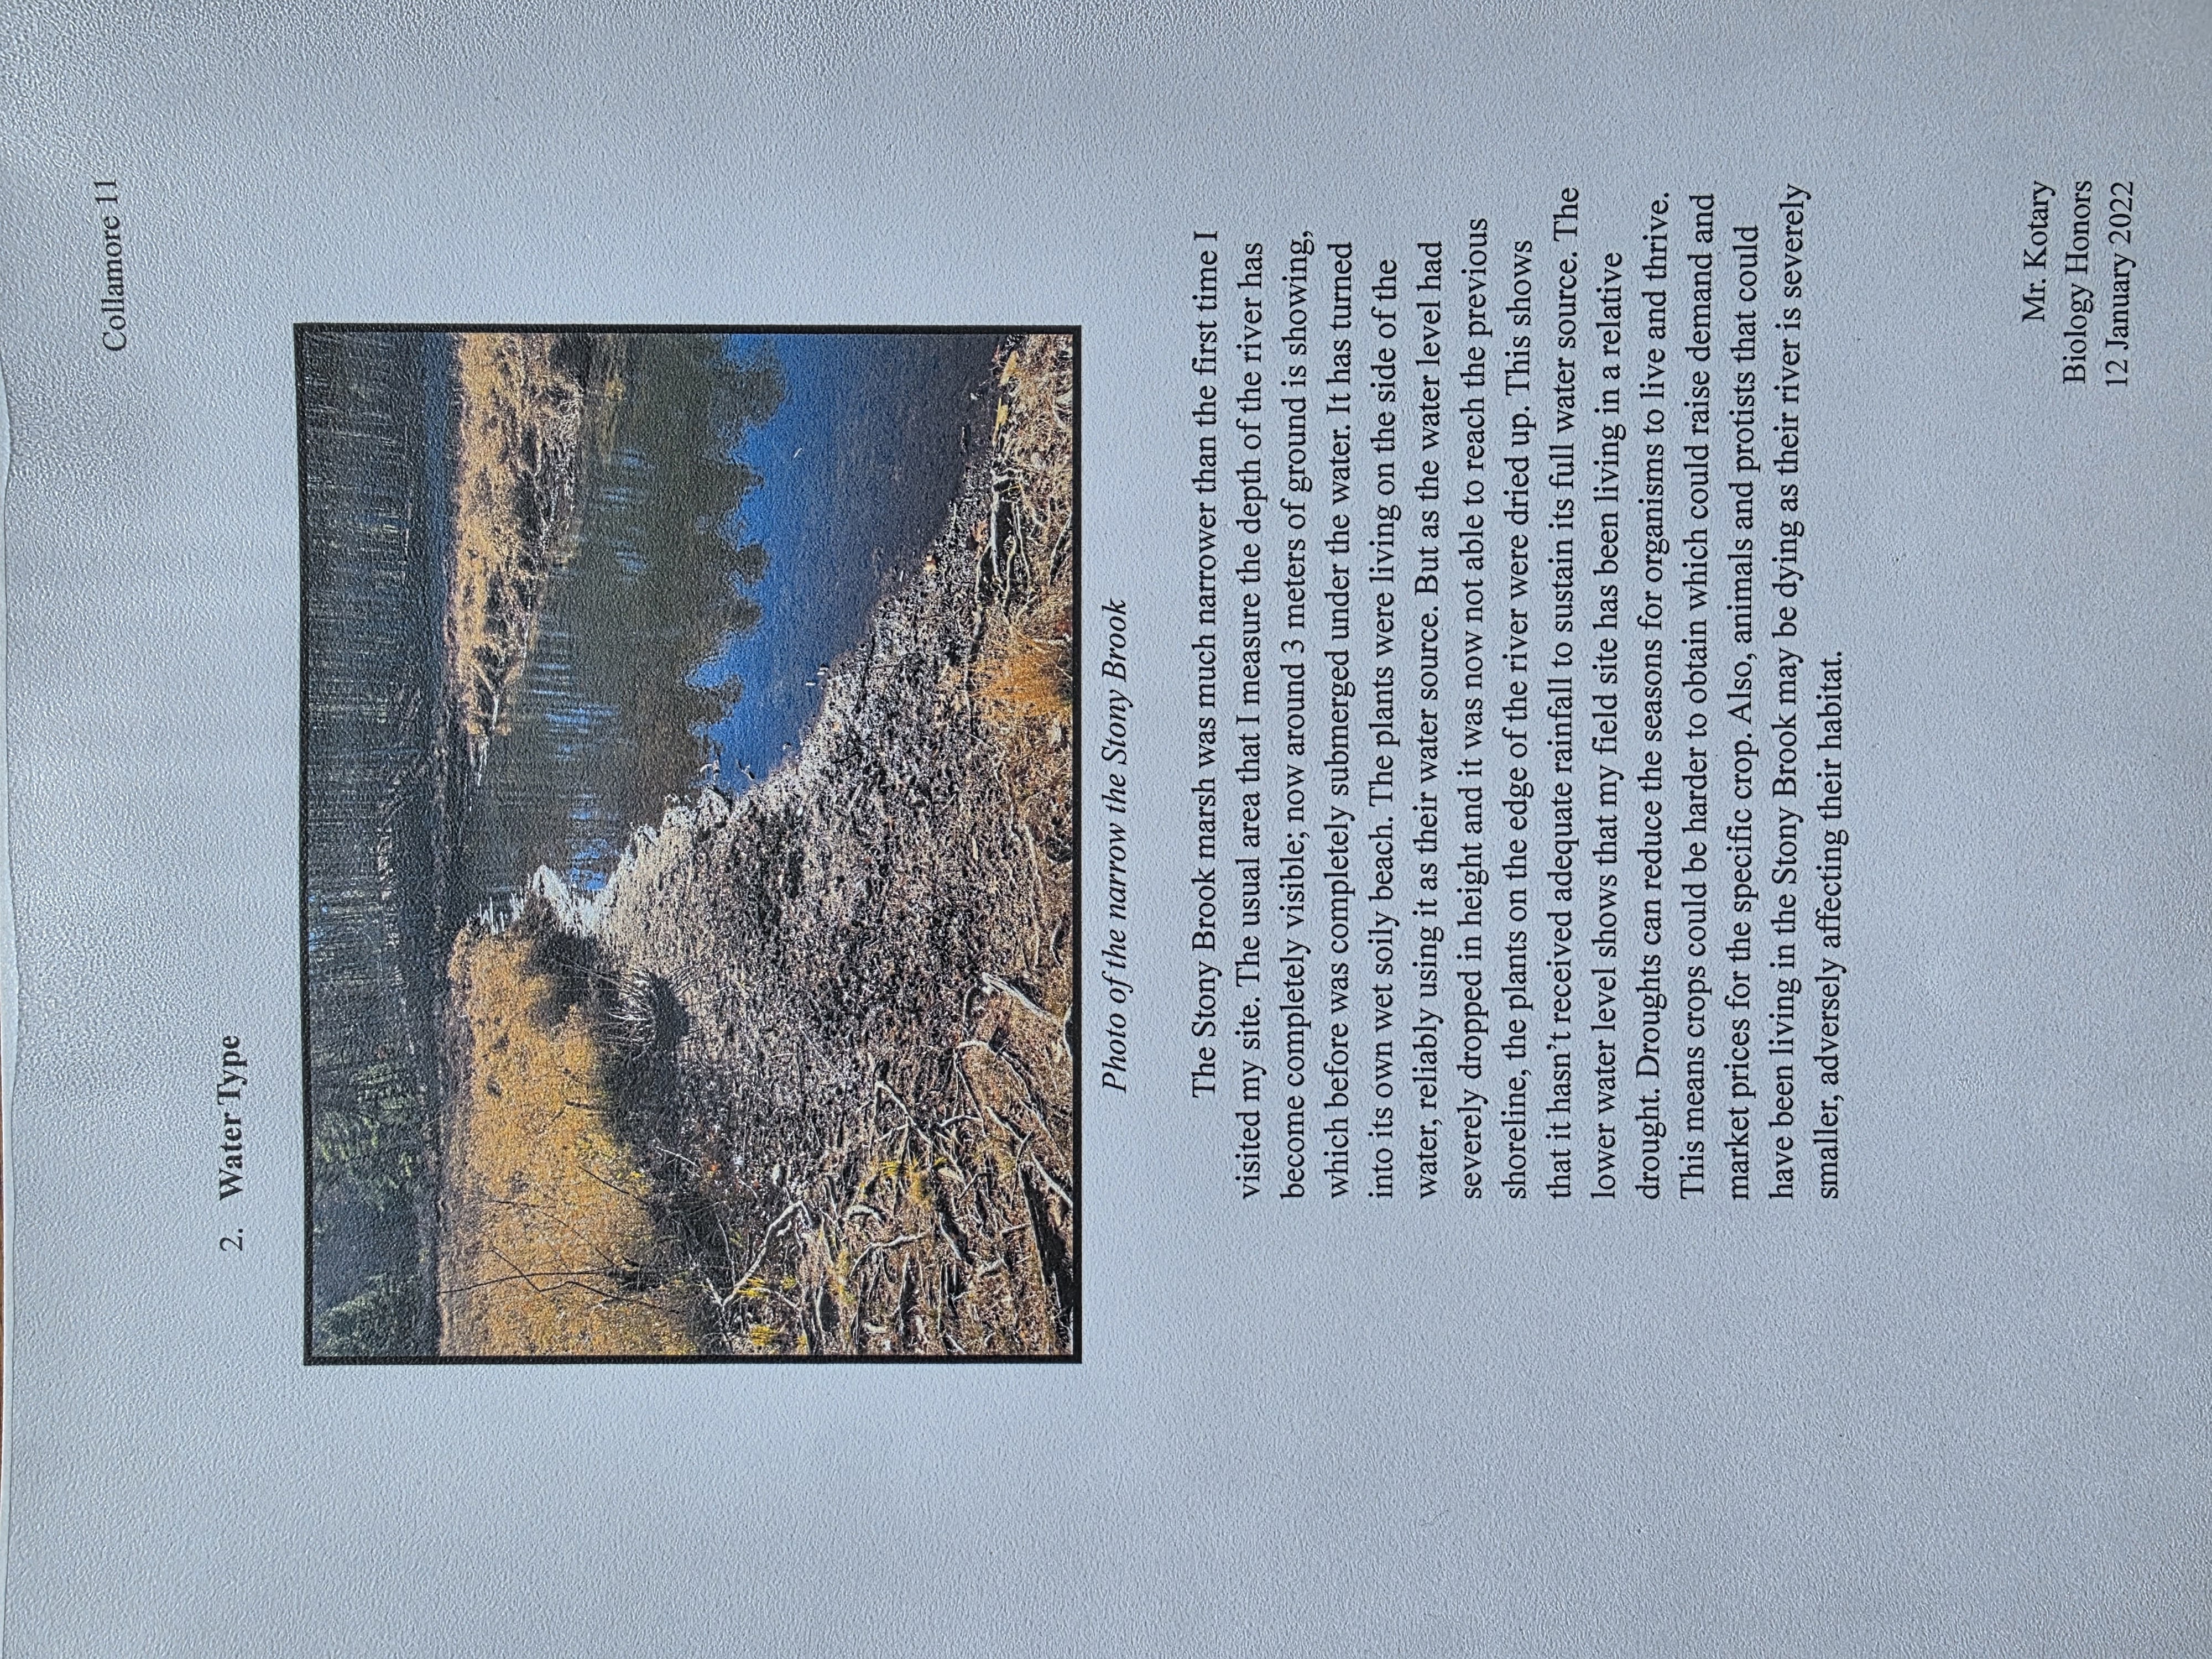 Collamore 11
2. Water Type
Photo of the narrow the Stony Brook
The Stony Brook marsh was much narrower than the first time I
visited my site. The usual area that I measure the depth of the river has
become completely visible; now around 3 meters of ground is showing,
which before was completely submerged under the water. It has turned
into its own wet soily beach. The plants were living on the side of the
water, reliably using it as their water source. But as the water level had
severely dropped in height and it was now not able to reach the previous
shoreline, the plants on the edge of the river were dried up. This shows
that it hasn’t received adequate rainfall to sustain its full water source. The
lower water level shows that my field site has been living in a relative
drought. Droughts can reduce the seasons for organisms to live and thrive.
This means crops could be harder to obtain which could raise demand and
market prices for the specific crop. Also, animals and protists that could
have been living in the Stony Brook may be dying as their river is severely
smaller, adversely affecting their habitat.
Mr. Kotary
Biology Honors
12 January 2022